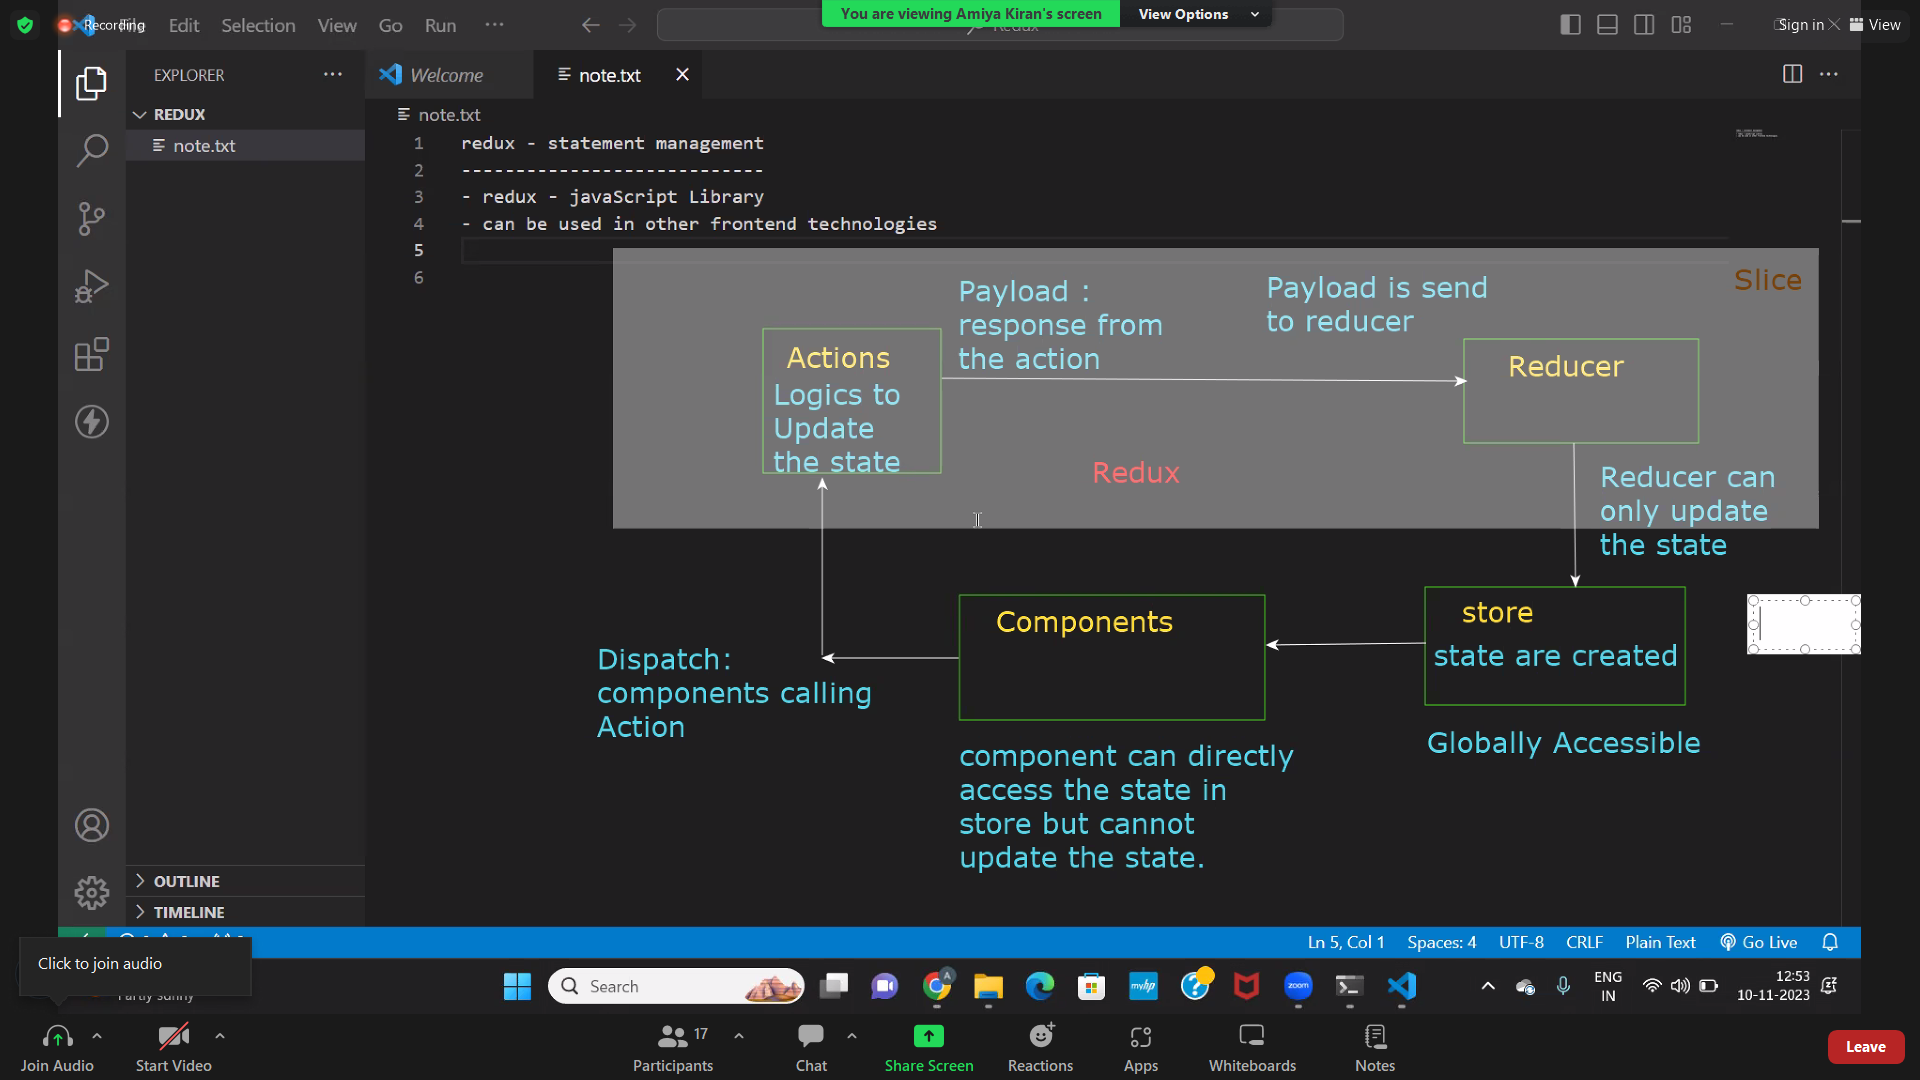 Recording
File Edit Selection View Go Run ···
You are viewing Amiya Kiran's screen
View Options
Redux
Sign in
View
EXPLORER
Welcome
note.txt
REDUX
note.txt
note.txt
1 redux - statement management
2 ----------------------------
3 - redux - javaScript Library
4 - can be used in other frontend technologies
5
6
Slice
Payload :
response from
the action
Payload is send
to reducer
Actions
Logics to
Update
the state
Reducer
Redux
Reducer can
only update
the state
Components
store
state are created
Dispatch:
components calling
Action
Globally Accessible
component can directly
access the state in
store but cannot
update the state.
OUTLINE
TIMELINE
Ln 5, Col 1 Spaces: 4 UTF-8 CRLF Plain Text Go Live
Click to join audio
Partly sunny
Search
myhp
zoom
ENG
IN
12:53
10-11-2023
Join Audio
Start Video
Participants
17
Chat
Share Screen
Reactions
Apps
Whiteboards
Notes
Leave